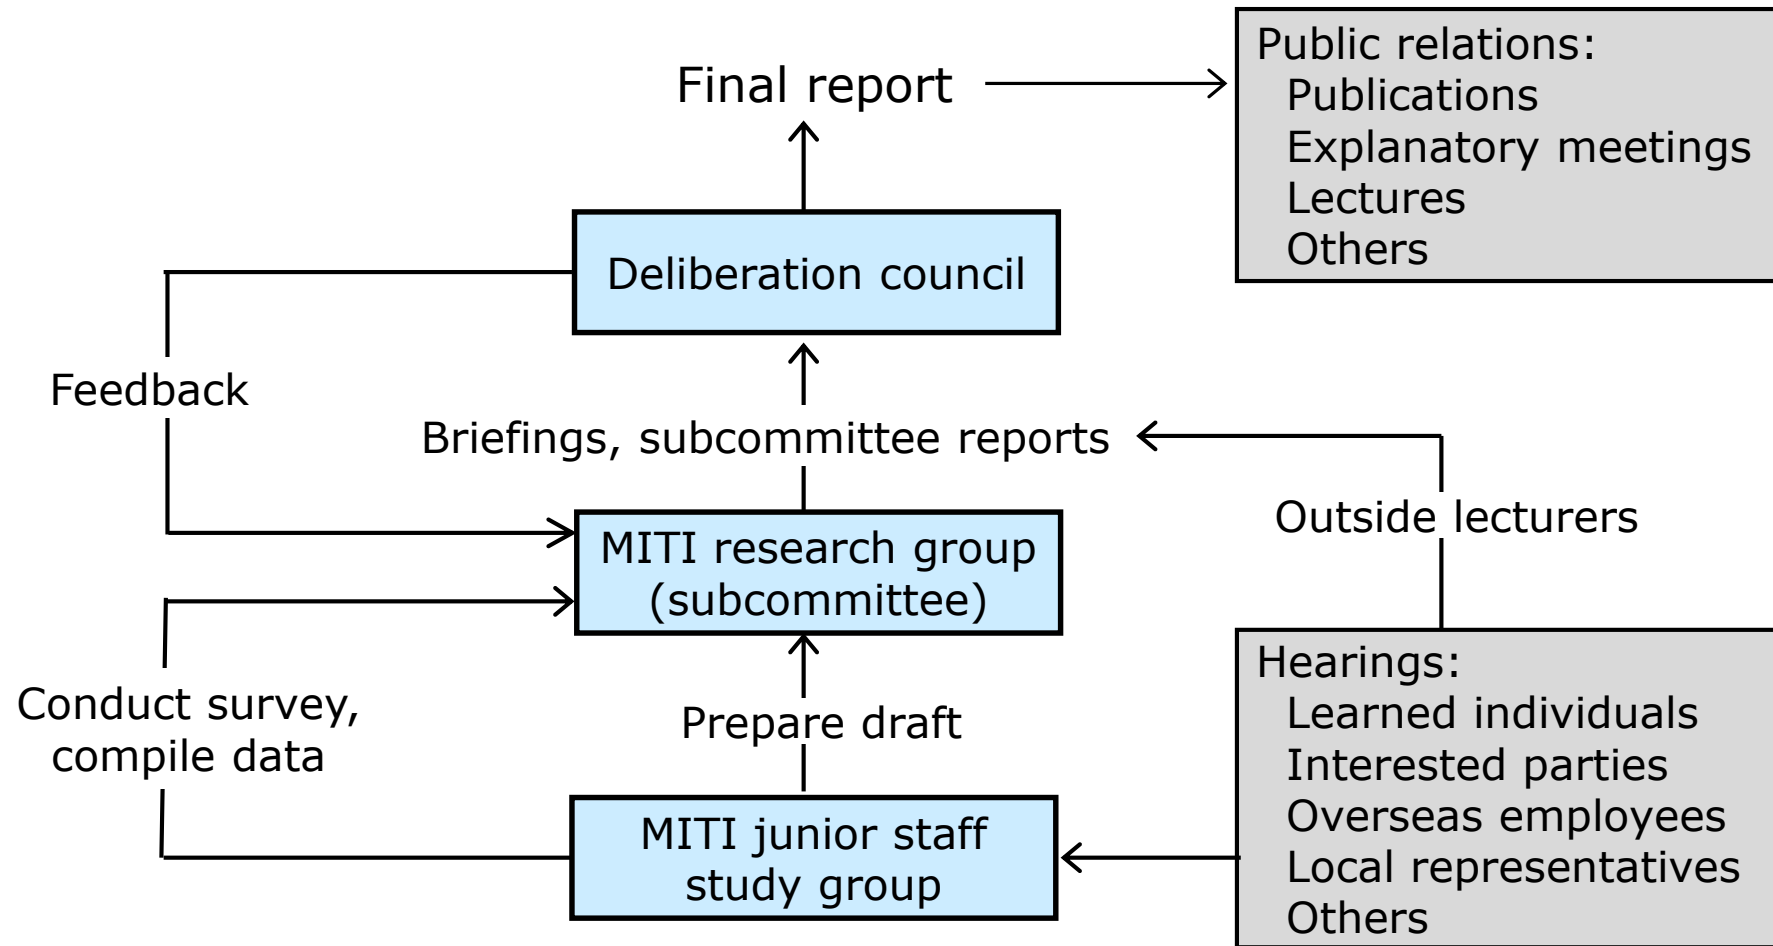 Final report
Public relations:
Publications
Explanatory meetings
Lectures
Others
Deliberation council
Feedback
Briefings, subcommittee reports
Outside lecturers
MITI research group
(subcommittee)
Conduct survey,
compile data
Prepare draft
Hearings:
Learned individuals
Interested parties
Overseas employees
Local representatives
Others
MITI junior staff
study group